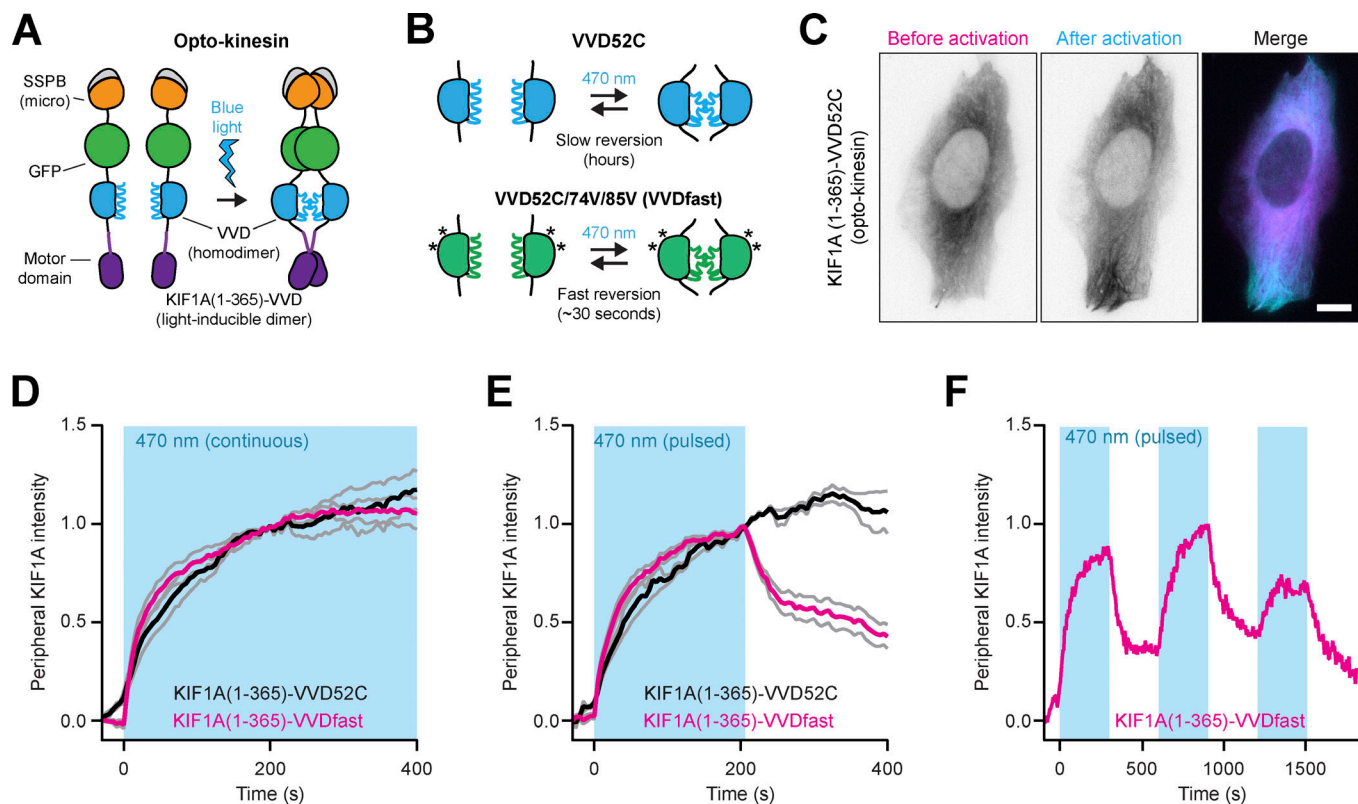 A
Opto-kinesin
SSPB
(micro)
Blue
light
GFP
VVD
(homodimer)
Motor
domain
KIF1A(1-365)-VVD
(light-inducible dimer)
B
VVD52C
470 nm
Slow reversion
(hours)
VVD52C/74V/85V (VVDfast)
* * * *
470 nm
* * * *
Fast reversion
(~30 seconds)
C
Before activation
After activation
Merge
KIF1A (1-365)-VVD52C
(opto-kinesin)
D
1.5
1.0
0.5
0.0
Peripheral KIF1A intensity
470 nm (continuous)
KIF1A(1-365)-VVD52C
KIF1A(1-365)-VVDfast
0 200 400
Time (s)
E
1.5
1.0
0.5
0.0
Peripheral KIF1A intensity
470 nm (pulsed)
KIF1A(1-365)-VVD52C
KIF1A(1-365)-VVDfast
0 200 400
Time (s)
F
1.5
1.0
0.5
0.0
Peripheral KIF1A intensity
470 nm (pulsed)
KIF1A(1-365)-VVDfast
0 500 1000 1500
Time (s)